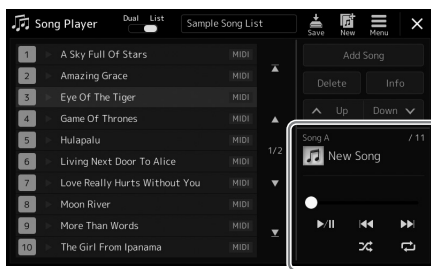 Song Player
Dual List
Sample Song List
Save
New
Menu
1 A Sky Full Of Stars MIDI
2 Amazing Grace MIDI
3 Eye Of The Tiger MIDI
4 Game Of Thrones MIDI
5 Hulapalu MIDI
6 Living Next Door To Alice MIDI
7 Love Really Hurts Without You MIDI
8 Moon River MIDI
9 More Than Words MIDI
10 The Girl From Ipanama MIDI
1/2
Add Song
Delete
Info
Up
Down
Song A / 11
New Song